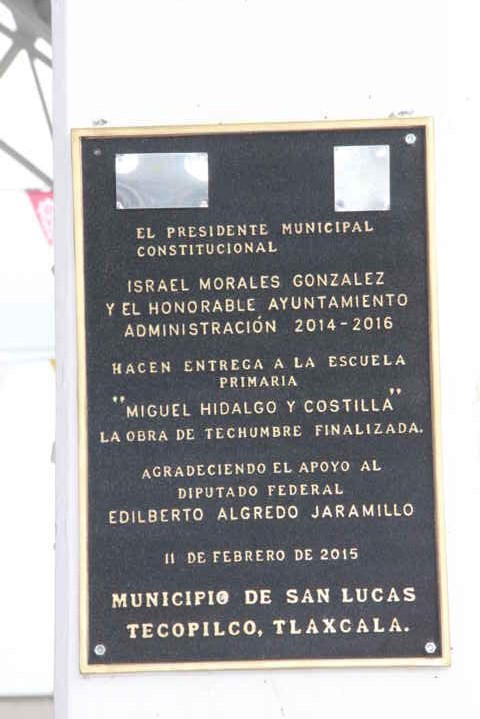 EL PRESIDENTE MUNICIPAL
CONSTITUCIONAL
ISRAEL MORALES GONZALEZ
Y EL HONORABLE AYUNTAMIENTO
ADMINISTRACIÓN 2014-2016
HACEN ENTREGA A LA ESCUELA
PRIMARIA
"MIGUEL HIDALGO Y COSTILLA"
LA OBRA DE TECHUMBRE FINALIZADA.
AGRADECIENDO EL APOYO AL
DIPUTADO FEDERAL
EDILBERTO ALGREDO JARAMILLO
11 DE FEBRERO DE 2015
MUNICIPIO DE SAN LUCAS
TECOPILCO, TLAXCALA.